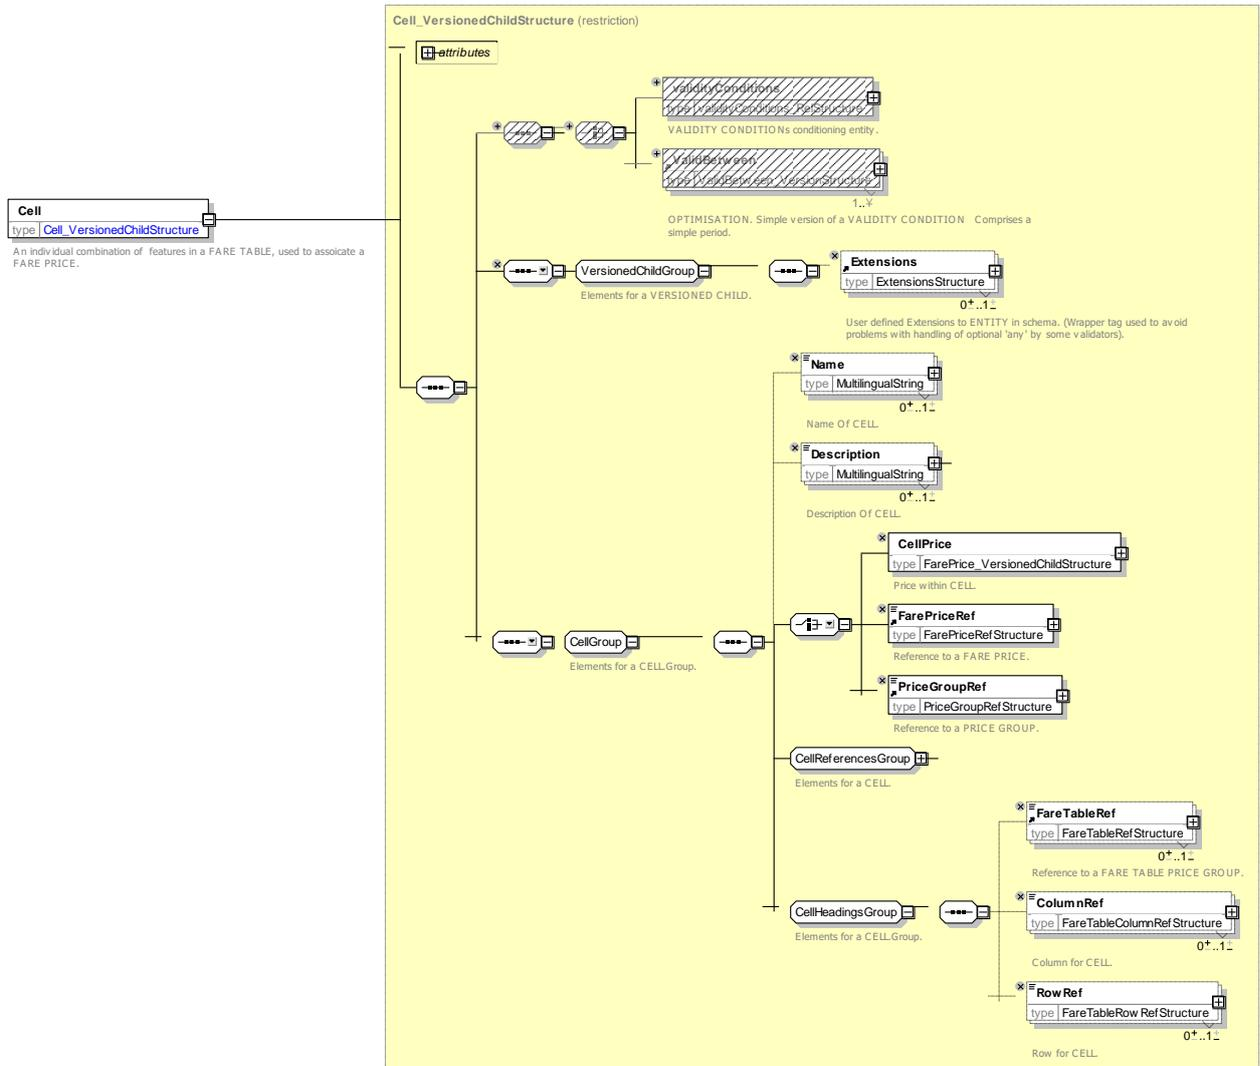 Cell_VersionedChildStructure (restriction)
attributes
validityConditions
type validityConditions_RelStructure
VALIDITY CONDITIONs conditioning entity.
ValidBetween
type ValidBetween_VersionStructure
1..¥
OPTIMISATION. Simple version of a VALIDITY CONDITION Comprises a
simple period.
Cell
type Cell_VersionedChildStructure
An individual combination of features in a FARE TABLE, used to assoicate a
FARE PRICE.
VersionedChildGroup
Elements for a VERSIONED CHILD.
Extensions
type ExtensionsStructure
0..1
User defined Extensions to ENTITY in schema. (Wrapper tag used to avoid
problems with handling of optional 'any' by some validators).
Name
type MultilingualString
0..1
Name Of CELL.
Description
type MultilingualString
0..1
Description Of CELL.
CellPrice
type FarePrice_VersionedChildStructure
Price within CELL.
FarePriceRef
type FarePriceRefStructure
Reference to a FARE PRICE.
CellGroup
Elements for a CELL.Group.
PriceGroupRef
type PriceGroupRefStructure
Reference to a PRICE GROUP.
CellReferencesGroup
Elements for a CELL.
FareTableRef
type FareTableRefStructure
0..1
Reference to a FARE TABLE PRICE GROUP.
CellHeadingsGroup
Elements for a CELL.Group.
ColumnRef
type FareTableColumnRefStructure
0..1
Column for CELL.
RowRef
type FareTableRowRefStructure
0..1
Row for CELL.